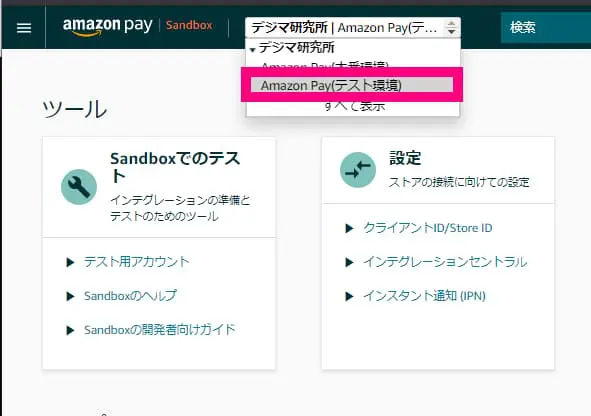 amazon pay | Sandbox
デジマ研究所 | Amazon Pay(テ...
検索
デジマ研究所
Amazon Pay(本番環境)
Amazon Pay(テスト環境)
すべて表示
ツール
Sandboxでのテス
ト
インテグレーションの準備と
テストのためのツール
テスト用アカウント
Sandboxのヘルプ
Sandboxの開発者向けガイド
設定
ストアの接続に向けての設定
クライアントID/Store ID
インテグレーションセントラル
インスタント通知 (IPN)